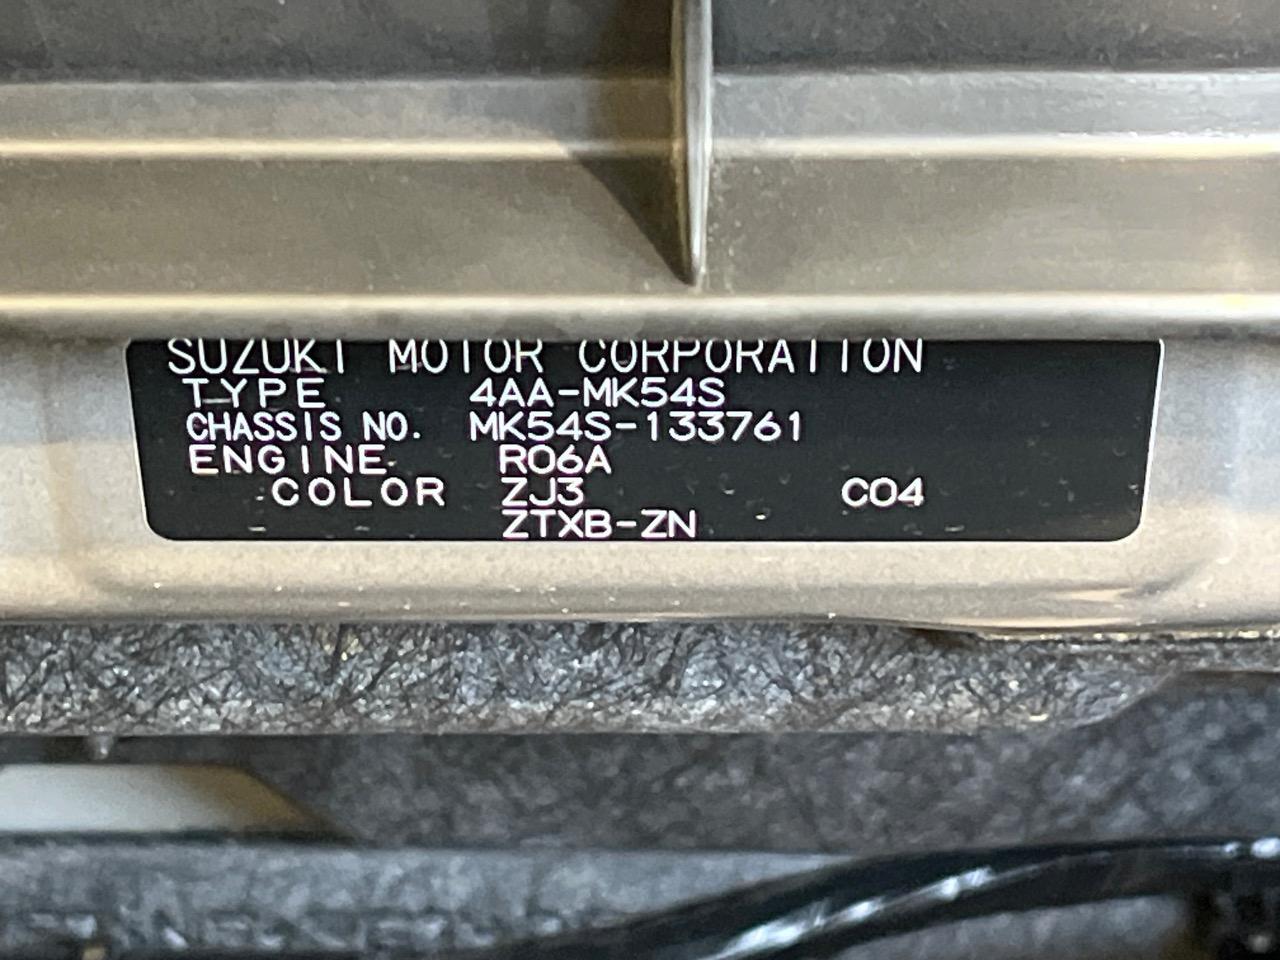 SUZUKI MOTOR CORPORATION
TYPE 4AA-MK54S
CHASSIS NO. MK54S-133761
ENGINE R06A
COLOR ZJ3 C04
ZTXB-ZN